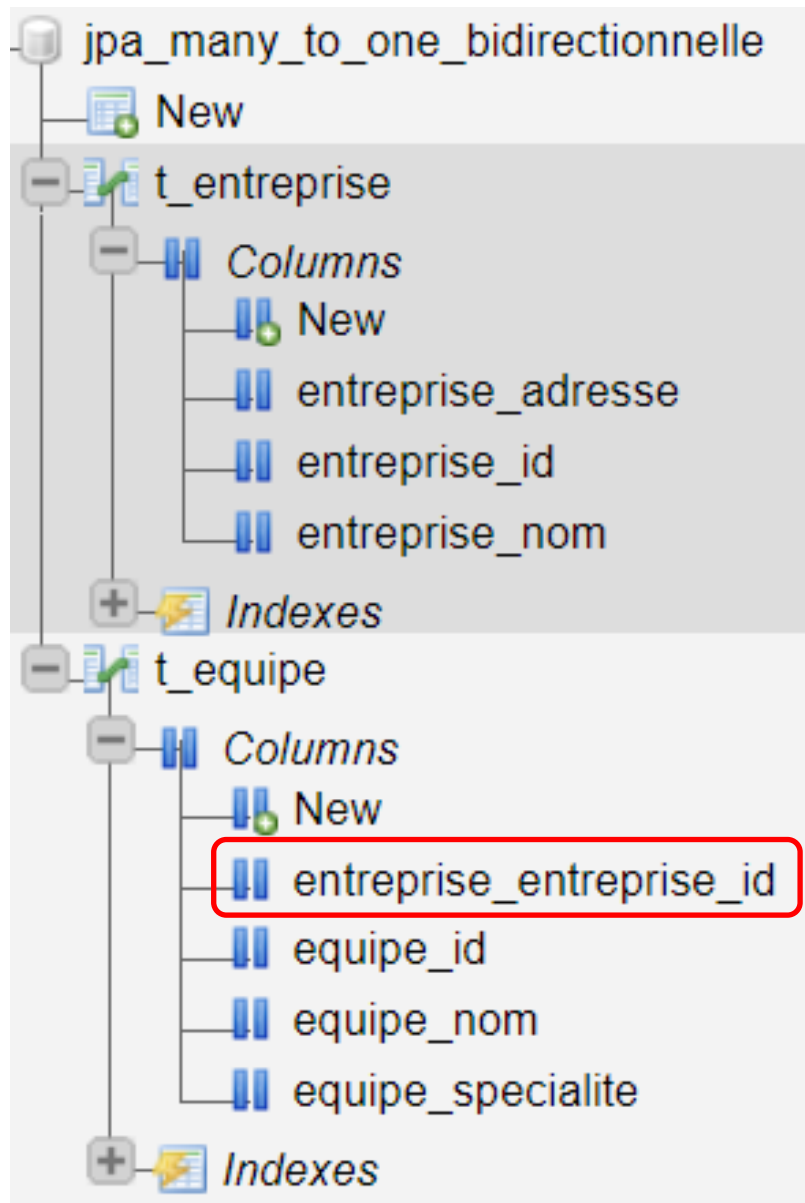 jpa_many_to_one_bidirectionnelle
New
t_entreprise
Columns
New
entreprise_adresse
entreprise_id
entreprise_nom
Indexes
t_equipe
Columns
New
entreprise_entreprise_id
equipe_id
equipe_nom
equipe_specialite
Indexes